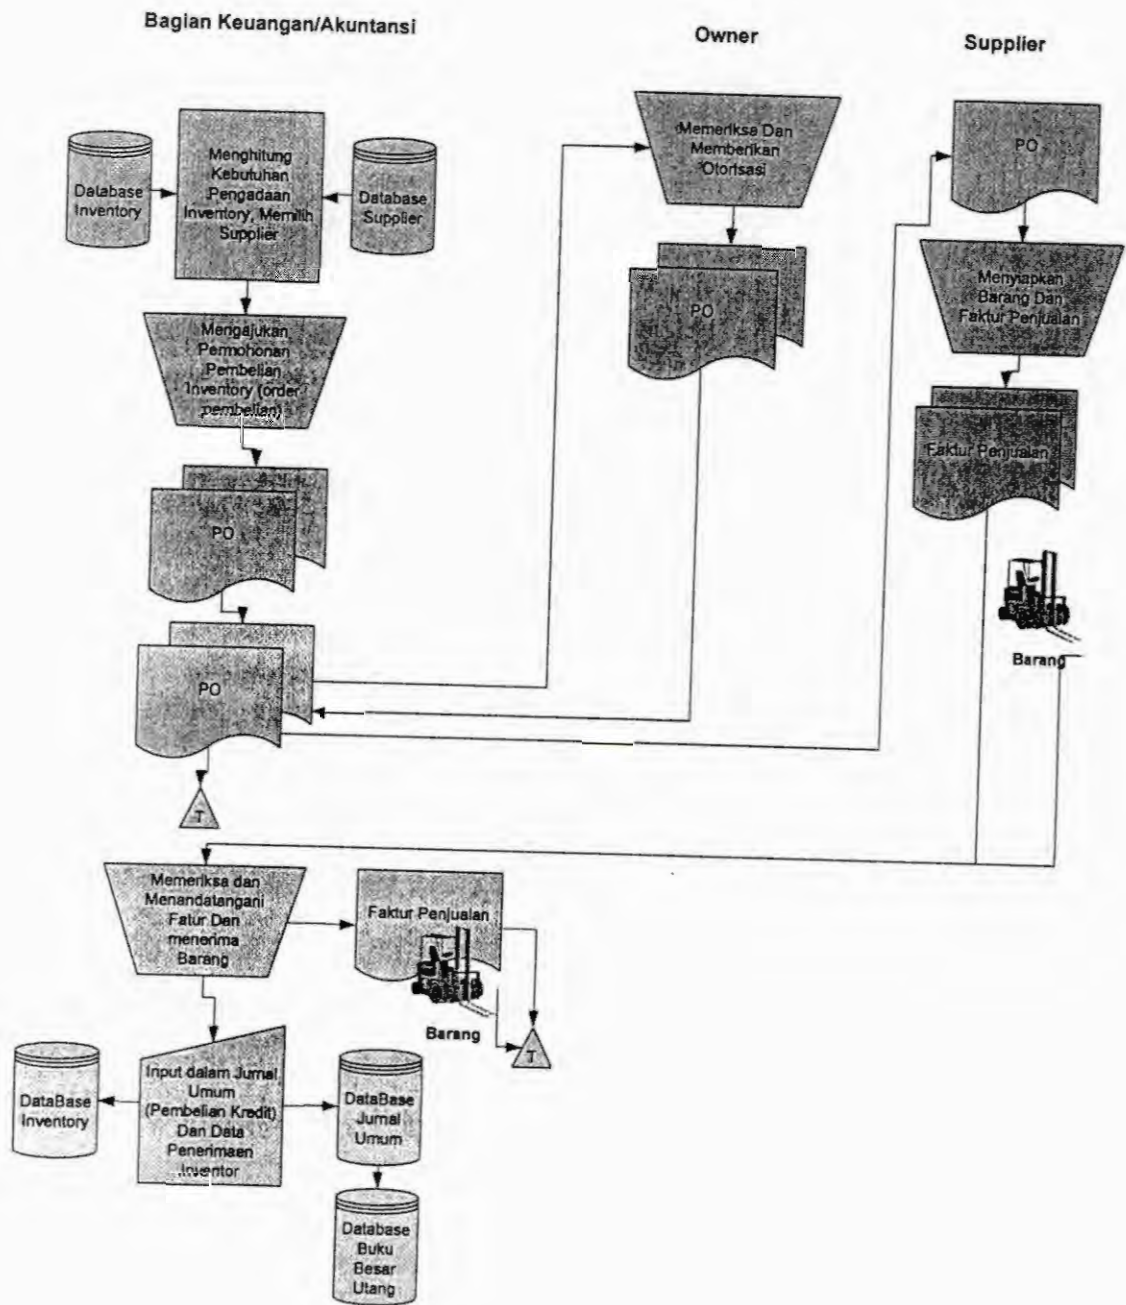 Bagian Keuangan/Akuntansi
Owner
Supplier
Database
Inventory
Menghitung
Kebutuhan
Pengadaan
Inventory, Memilih
Supplier
Database
Supplier
Mengajukan
Permohonan
Pembelian
Inventory (order
pembelian)
PO
PO
T
Memeriksa Dan
Memberikan
Otorisasi
PO
PO
Menyiapkan
Barang Dan
Faktur Penjualan
Faktur Penjualan
Barang
Memeriksa dan
Menandatangani
Fatur Dan
menerima
Barang
Faktur Penjualan
Barang
T
DataBase
Inventory
Input dalam Jurnal
Umum
(Pembelian Kredit)
Dan Data
Penerimaen
Inventor
DataBase
Jurnal
Umum
Database
Buku
Besar
Utang